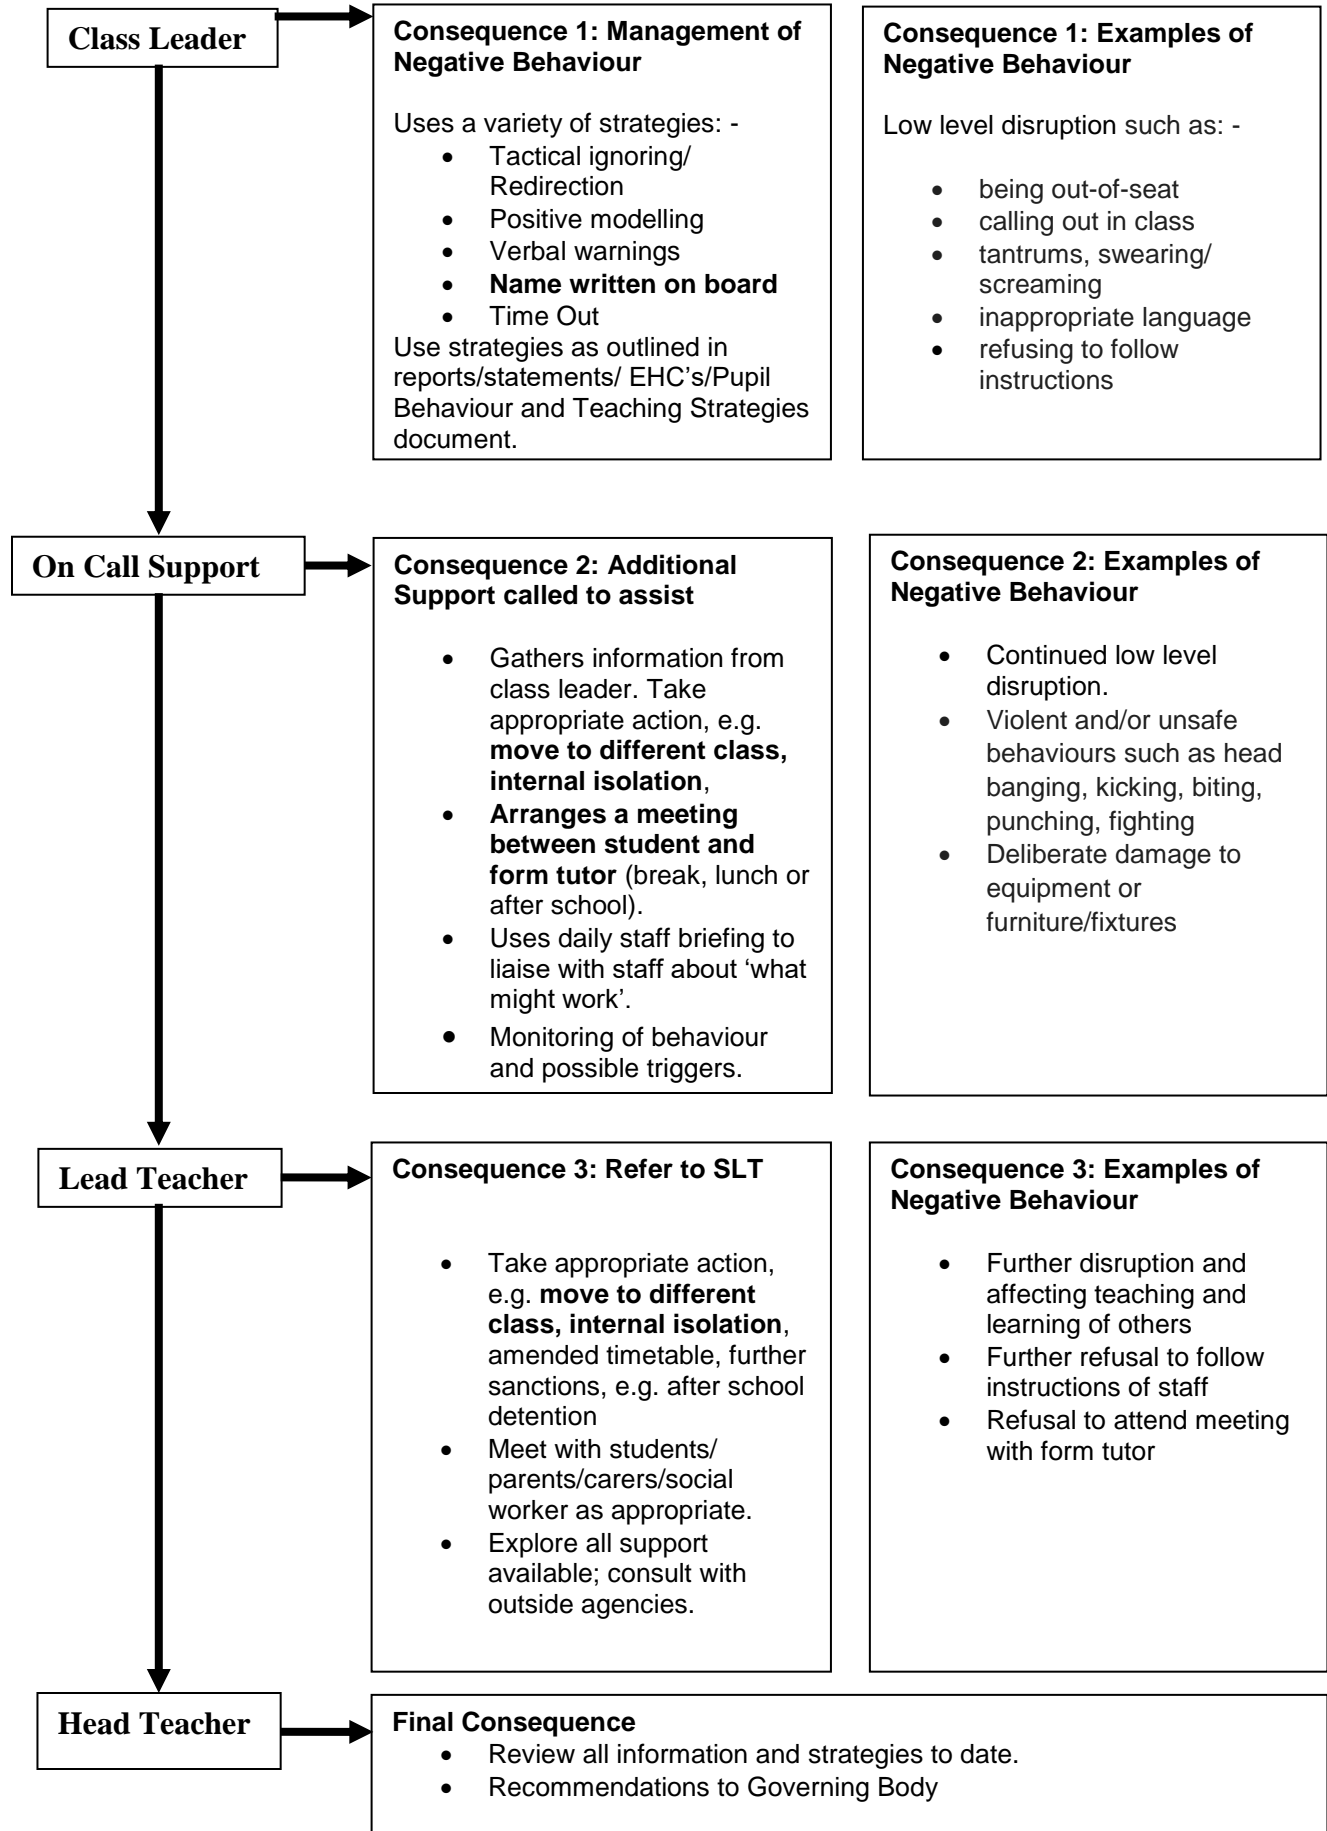 Class Leader
Consequence 1: Management of
Negative Behaviour
Uses a variety of strategies: -
• Tactical ignoring/
Redirection
• Positive modelling
• Verbal warnings
• Name written on board
• Time Out
Use strategies as outlined in
reports/statements/ EHC’s/Pupil
Behaviour and Teaching Strategies
document.
Consequence 1: Examples of
Negative Behaviour
Low level disruption such as: -
• being out-of-seat
• calling out in class
• tantrums, swearing/
screaming
• inappropriate language
• refusing to follow
instructions
On Call Support
Consequence 2: Additional
Support called to assist
• Gathers information from
class leader. Take
appropriate action, e.g.
move to different class,
internal isolation,
• Arranges a meeting
between student and
form tutor (break, lunch or
after school).
• Uses daily staff briefing to
liaise with staff about ‘what
might work’.
• Monitoring of behaviour
and possible triggers.
Consequence 2: Examples of
Negative Behaviour
• Continued low level
disruption.
• Violent and/or unsafe
behaviours such as head
banging, kicking, biting,
punching, fighting
• Deliberate damage to
equipment or
furniture/fixtures
Lead Teacher
Consequence 3: Refer to SLT
• Take appropriate action,
e.g. move to different
class, internal isolation,
amended timetable, further
sanctions, e.g. after school
detention
• Meet with students/
parents/carers/social
worker as appropriate.
• Explore all support
available; consult with
outside agencies.
Consequence 3: Examples of
Negative Behaviour
• Further disruption and
affecting teaching and
learning of others
• Further refusal to follow
instructions of staff
• Refusal to attend meeting
with form tutor
Head Teacher
Final Consequence
• Review all information and strategies to date.
• Recommendations to Governing Body